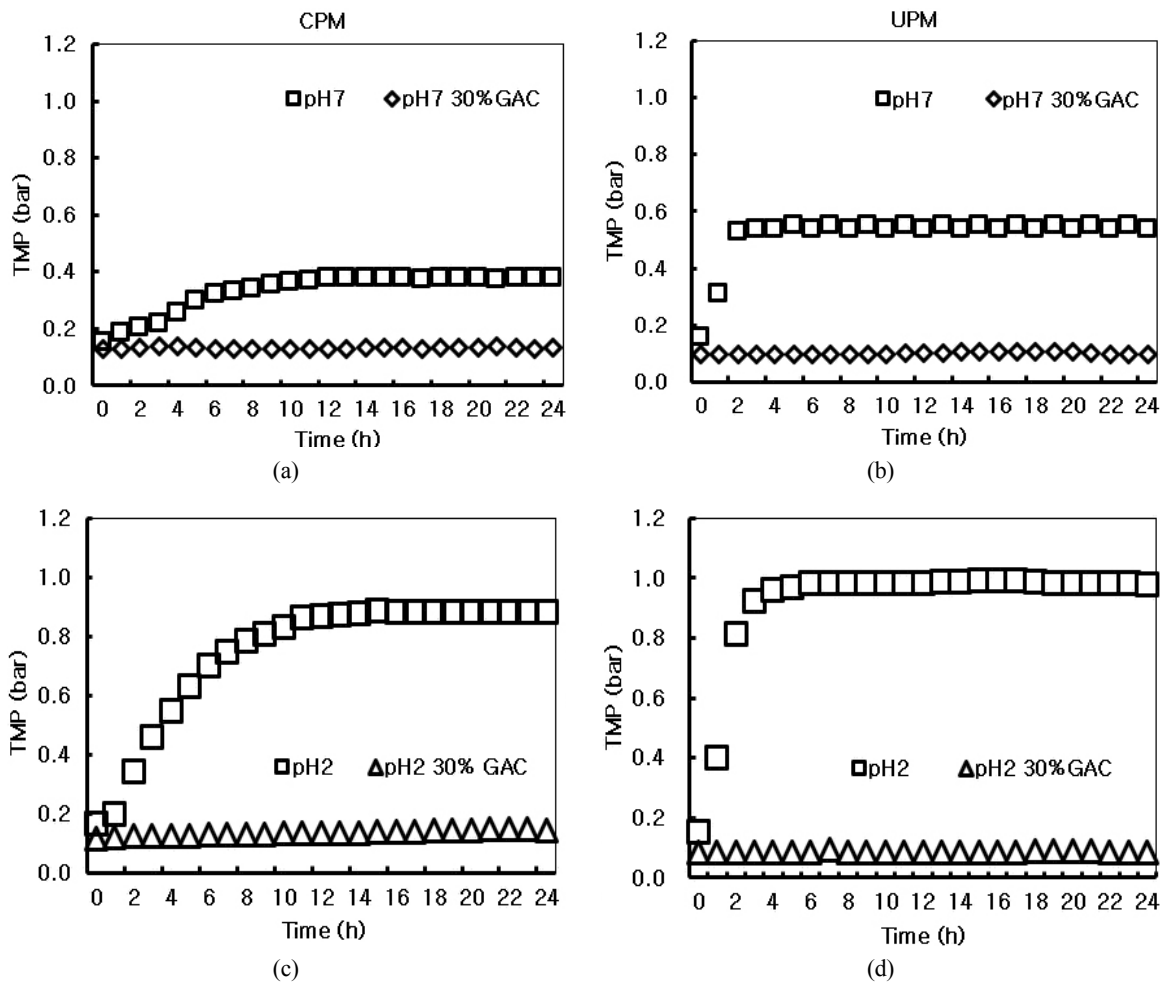 CPM
1.2
1.0
0.8
0.6
0.4
0.2
0.0
TMP (bar)
pH7 pH7 30%GAC
0 2 4 6 8 10 12 14 16 18 20 22 24
Time (h)
(a)
UPM
1.2
1.0
0.8
0.6
0.4
0.2
0.0
TMP (bar)
pH7 pH7 30%GAC
0 2 4 6 8 10 12 14 16 18 20 22 24
Time (h)
(b)
1.2
1.0
0.8
0.6
0.4
0.2
0.0
TMP (bar)
pH2 pH2 30% GAC
0 2 4 6 8 10 12 14 16 18 20 22 24
Time (h)
(c)
1.2
1.0
0.8
0.6
0.4
0.2
0.0
TMP (bar)
pH2 pH2 30%GAC
0 2 4 6 8 10 12 14 16 18 20 22 24
Time (h)
(d)